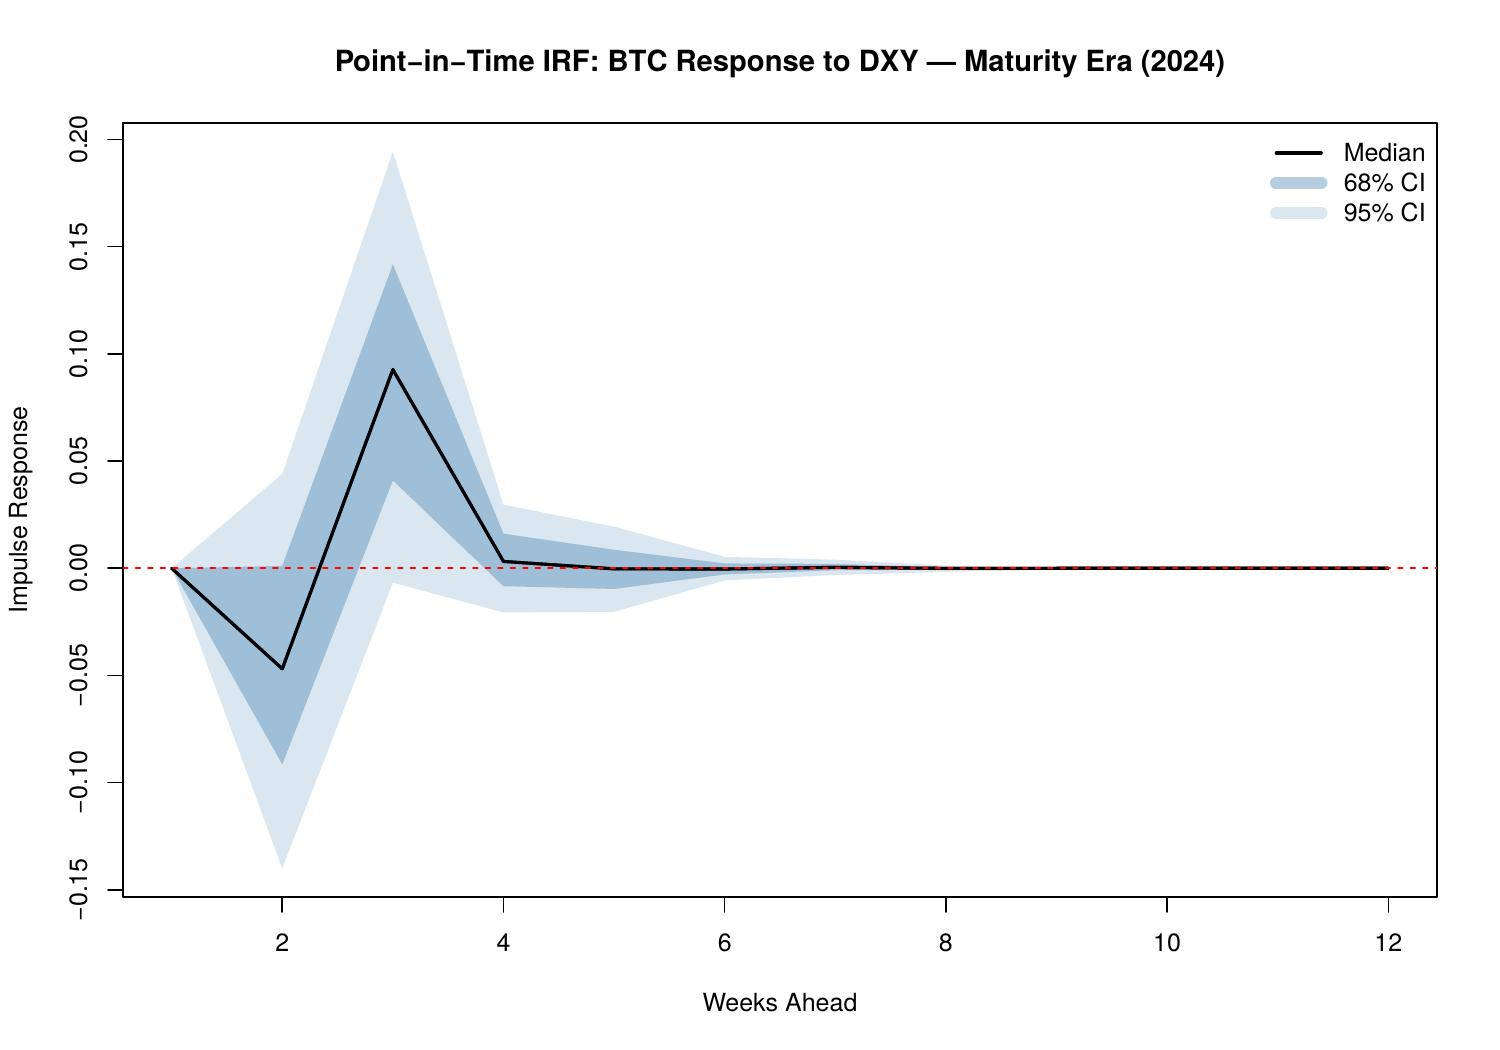 Point−in−Time IRF: BTC Response to DXY — Maturity Era (2024)
Median
68% CI
95% CI
Impulse Response
0.20
0.15
0.10
0.05
0.00
−0.05
−0.10
−0.15
2 4 6 8 10 12
Weeks Ahead